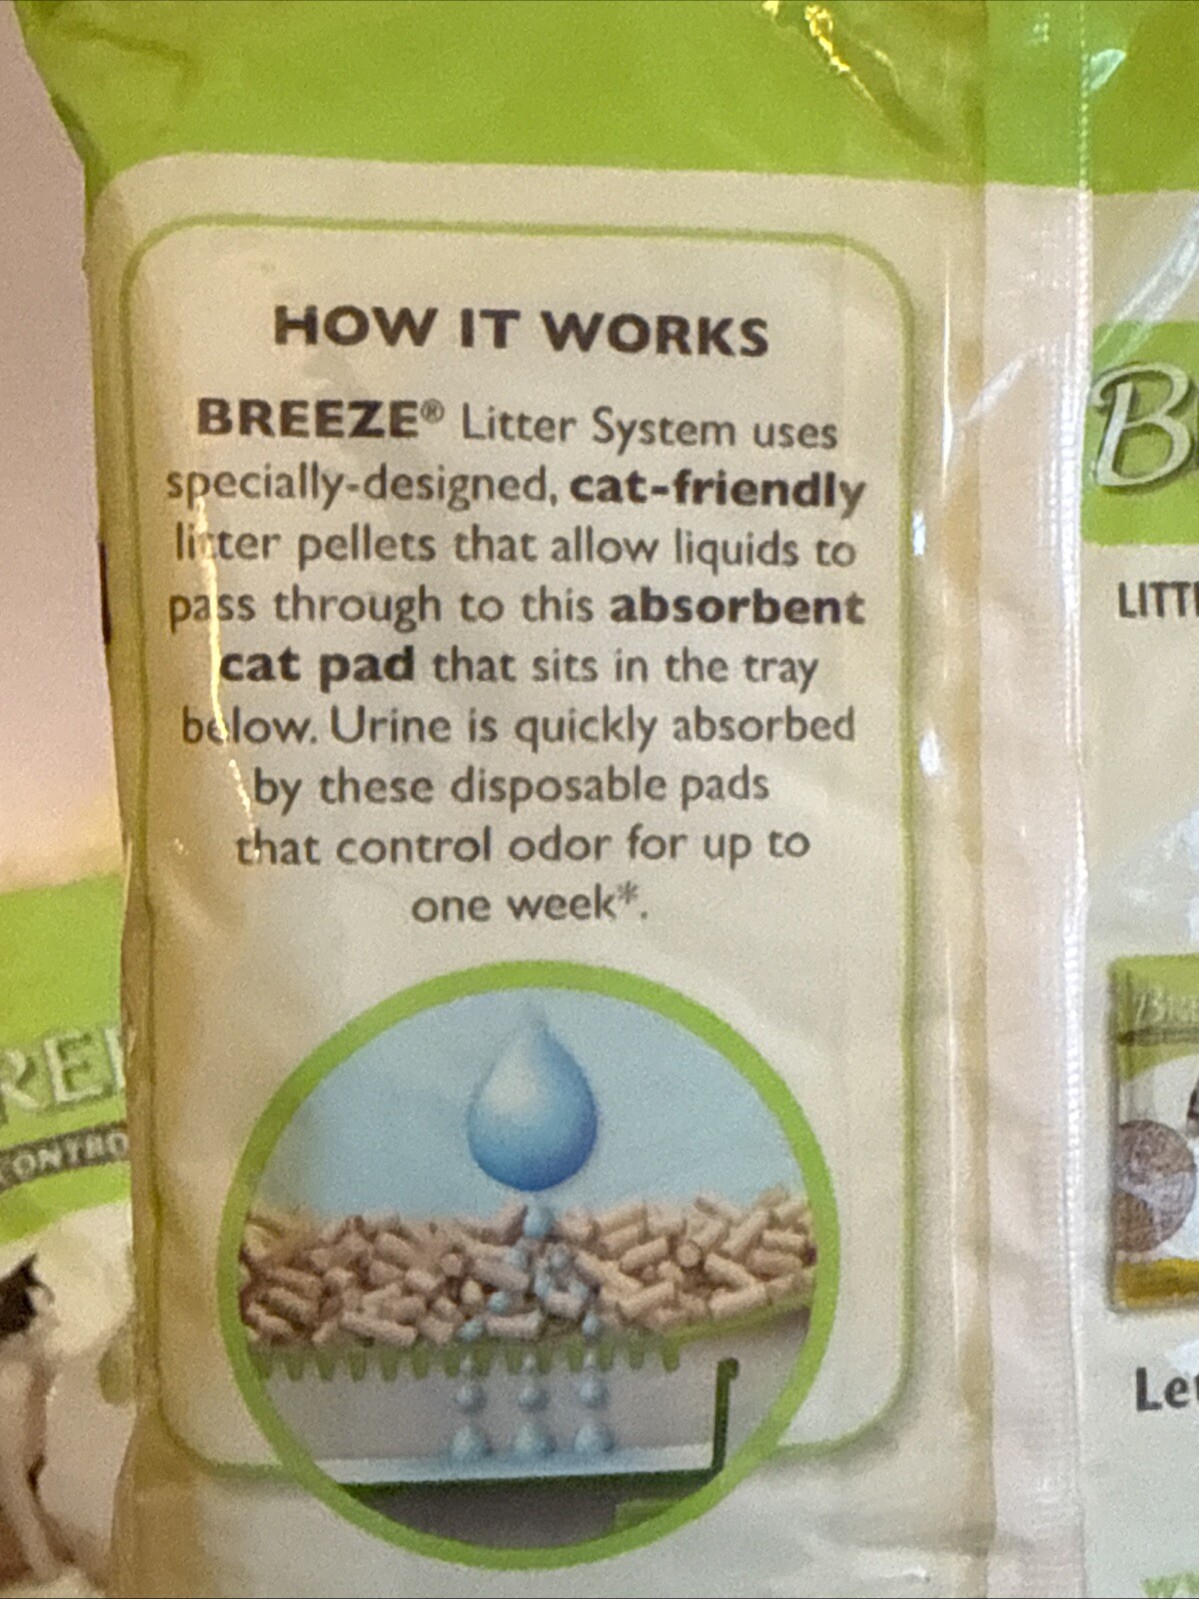 HOW IT WORKS
BREEZE® Litter System uses
specially-designed, cat-friendly
litter pellets that allow liquids to
pass through to this absorbent
cat pad that sits in the tray
below. Urine is quickly absorbed
by these disposable pads
that control odor for up to
one week*.